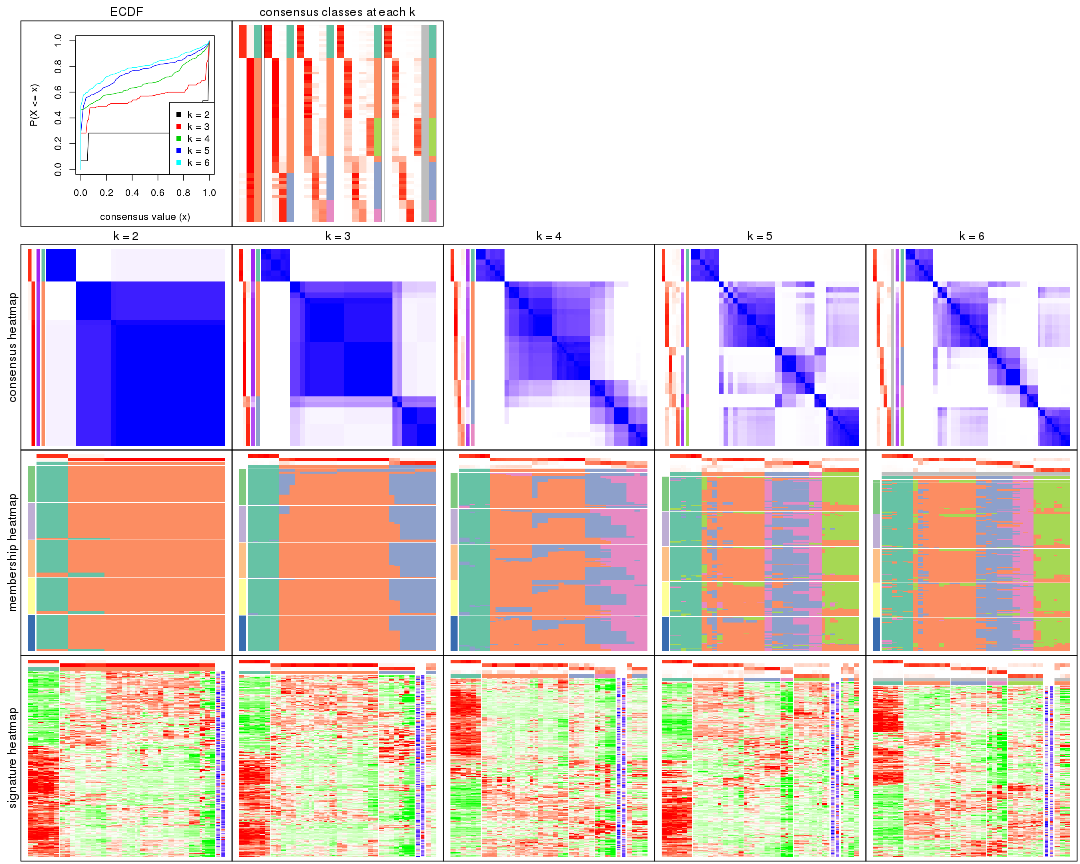 ECDF
consensus classes at each k
P(X <= x)
0.0 0.2 0.4 0.6 0.8 1.0
k = 2
k = 3
k = 4
k = 5
k = 6
0.0 0.2 0.4 0.6 0.8 1.0
consensus value (x)
k = 2
k = 3
k = 4
k = 5
k = 6
consensus heatmap
membership heatmap
signature heatmap